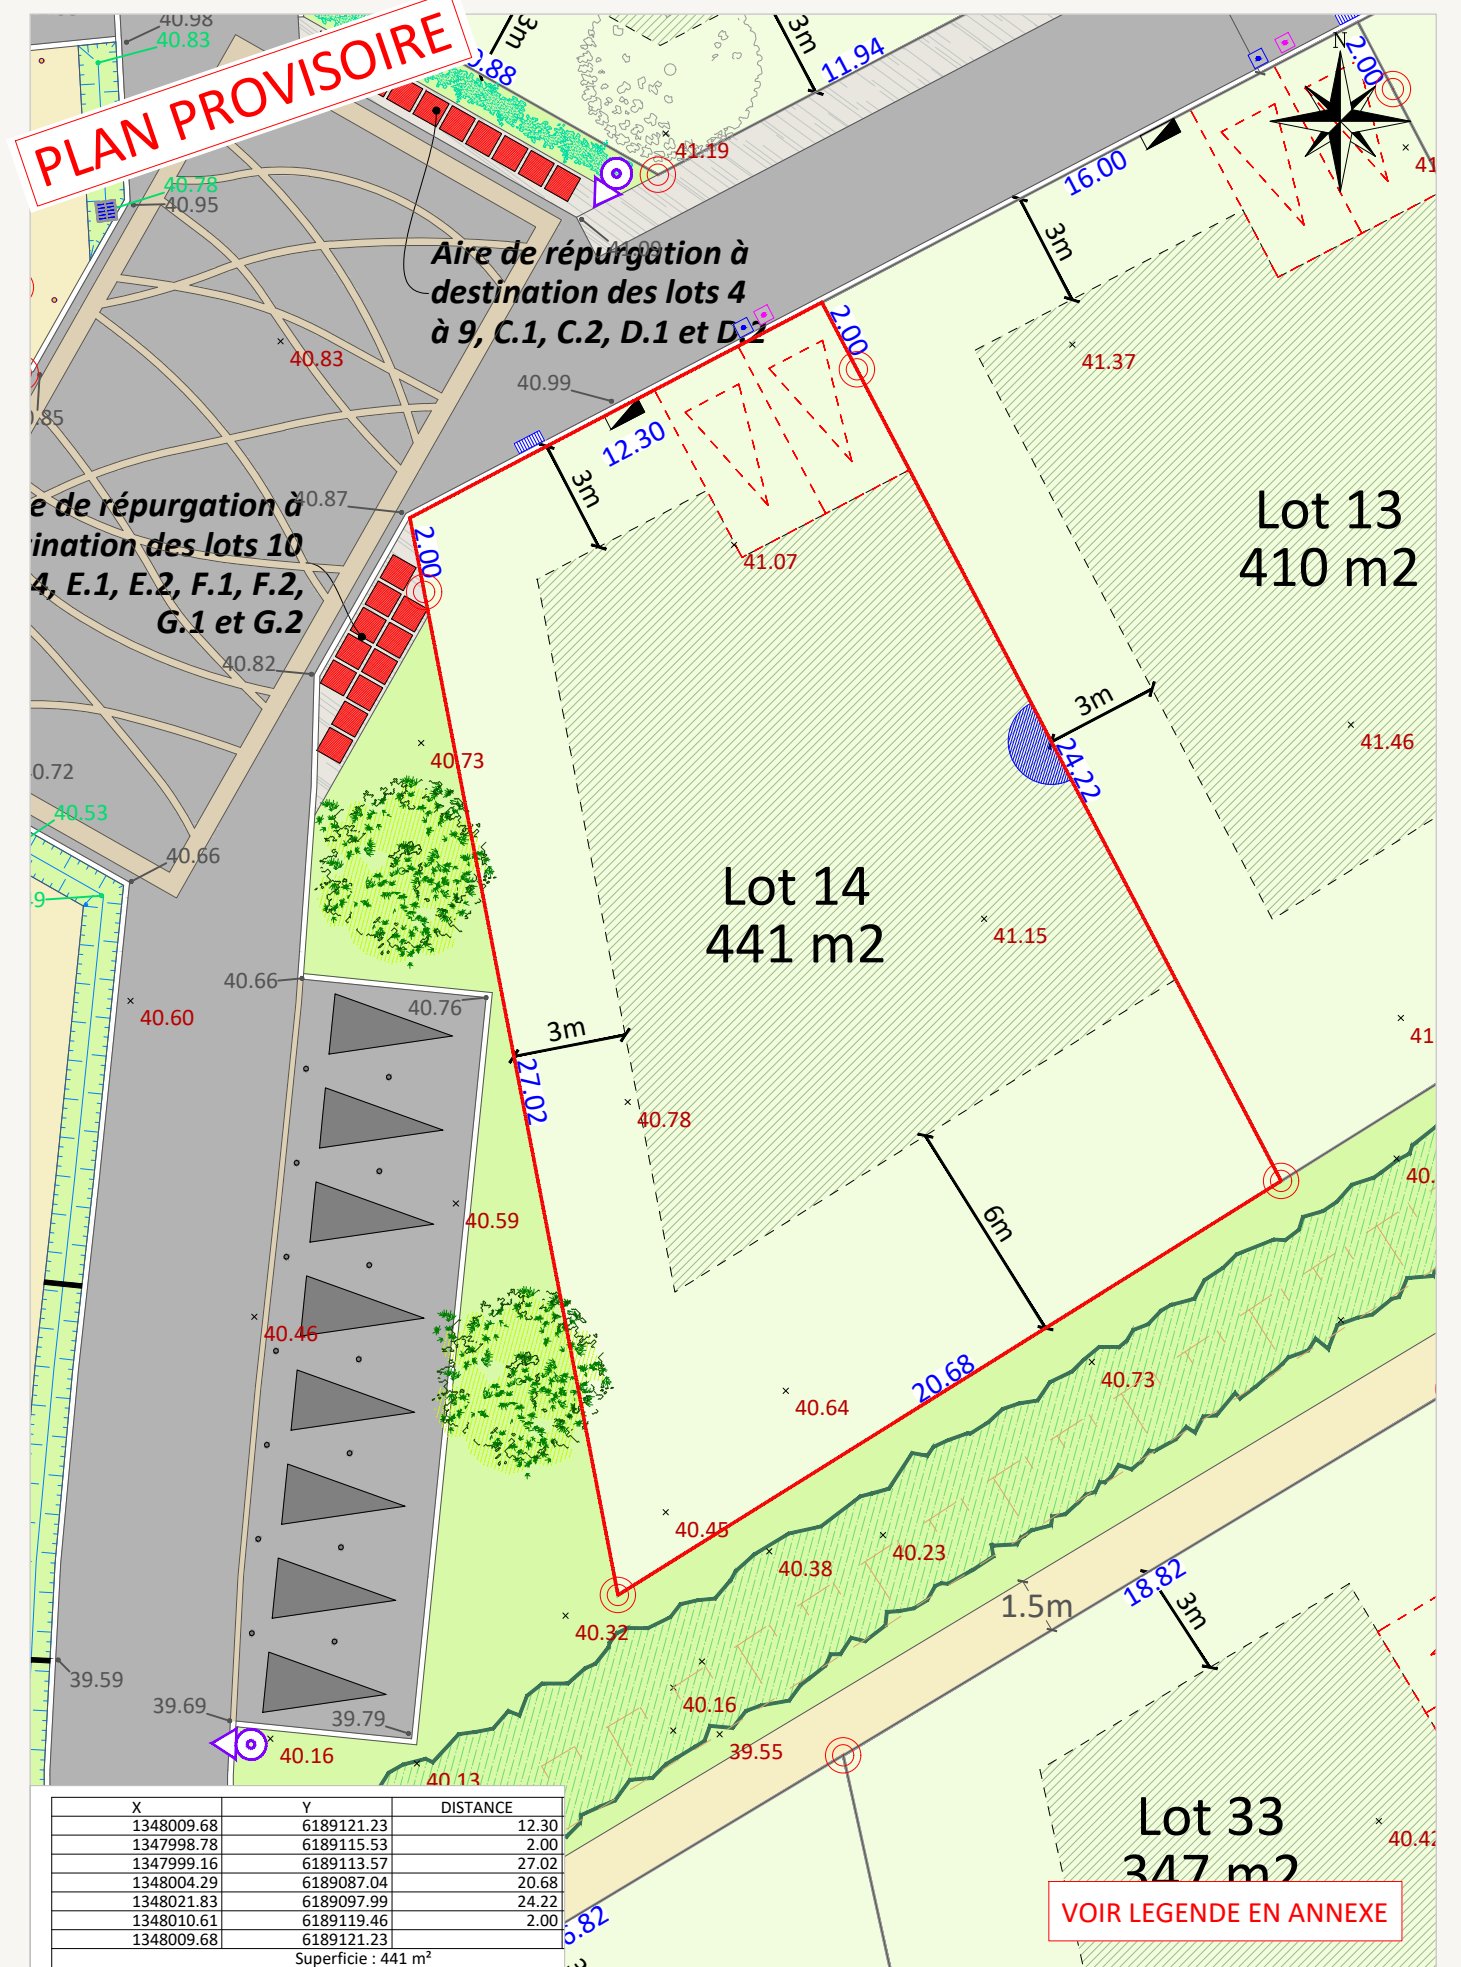 PLAN PROVISOIRE
40.98
40.83
3m
3m
11.94
N
2.00
41.19
16.00
40.78
40.95
41.09
3m
Aire de répurgation à
destination des lots 4
à 9, C.1, C.2, D.1 et D.2
40.83
40.99
2.00
41.37
12.30
3m
40.87
de répurgation à
des lots 10
E.1, E.2, F.1, F.2,
G.1 et G.2
2.00
41.07
Lot 13
410 m2
40.82
3m
40.73
24.22
41.46
40.53
40.66
Lot 14
441 m2
41.15
40.66
40.76
40.60
3m
27.02
40.78
40.59
6m
40.46
20.68
40.73
40.64
40.45
40.38
40.23
1.5m
18.82
3m
40.32
39.59
39.69
39.79
40.16
40.16
39.55
40.13
Lot 33
347 m2
40.42
VOIR LEGENDE EN ANNEXE
X Y DISTANCE
1348009.68 6189121.23 12.30
1347998.78 6189115.53 2.00
1347999.16 6189113.57 27.02
1348004.29 6189087.04 20.68
1348021.83 6189097.99 24.22
1348010.61 6189119.46 2.00
1348009.68 6189121.23
Superficie : 441 m²